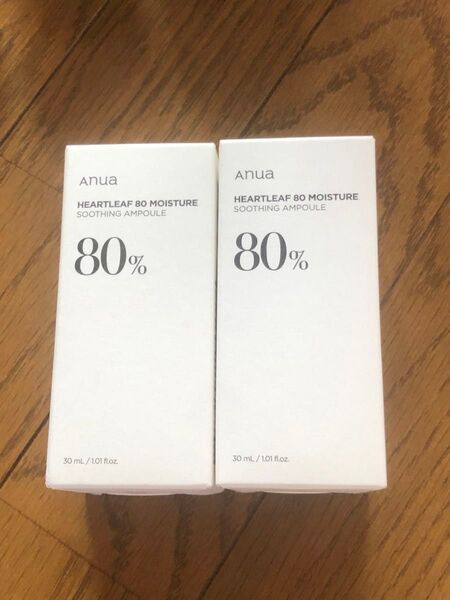 Anua
HEARTLEAF 80 MOISTURE
SOOTHING AMPOULE
80%
30 mL / 1.01 fl.oz.
Anua
HEARTLEAF 80 MOISTURE
SOOTHING AMPOULE
80%
30 mL / 1.01 fl.oz.